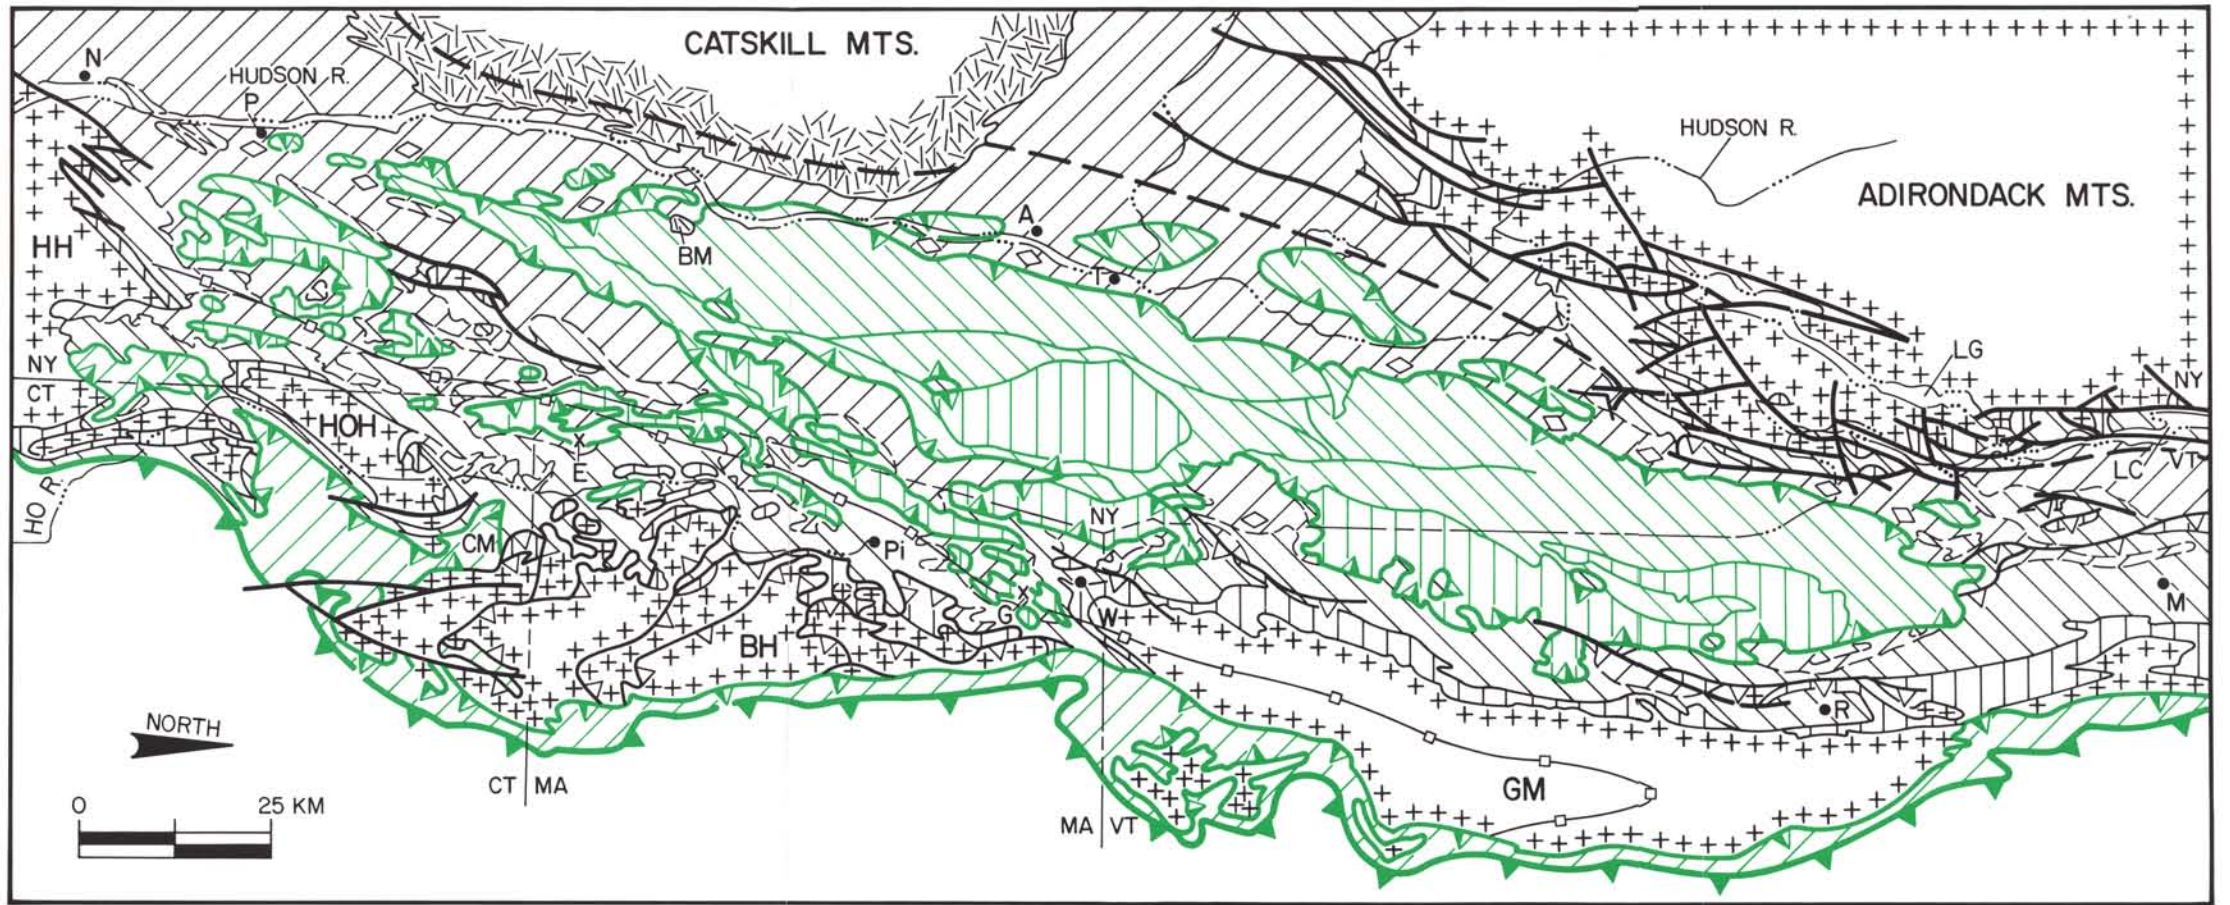 CATSKILL MTS.
N
HUDSON R.
P
HUDSON R.
ADIRONDACK MTS.
A
HH
BM
T
LG
NY
NY
CT
HOH
LC
VT
E
HO R.
NY
CM
Pi
M
G
W
BH
R
NORTH
GM
CT
MA
0
25 KM
MA
VT